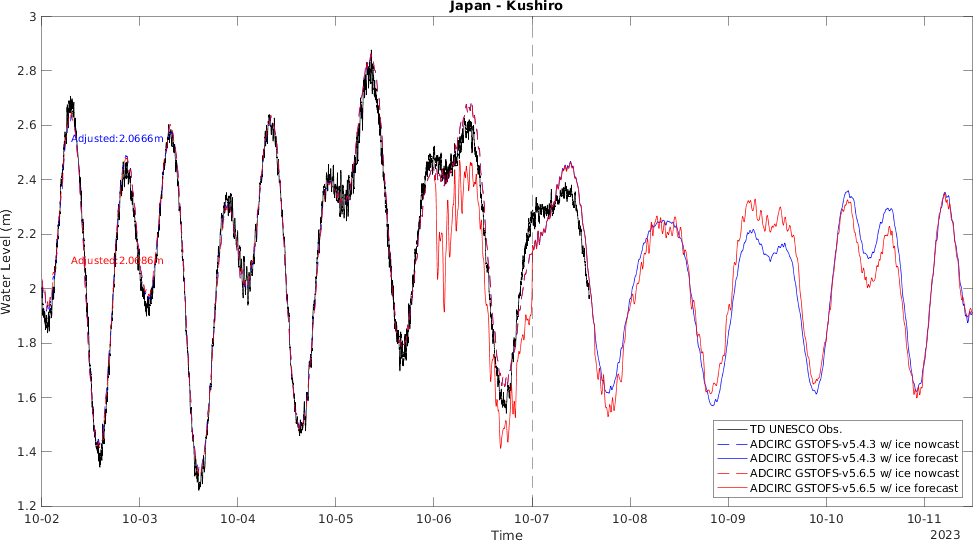 Japan - Kushiro
3
2.8
2.6
2.4
2.2
2
1.8
1.6
1.4
1.2
Water Level (m)
Adjusted:2.0666m
Adjusted:2.0686m
TD UNESCO Obs.
ADCIRC GSTOFS-v5.4.3 w/ ice nowcast
ADCIRC GSTOFS-v5.4.3 w/ ice forecast
ADCIRC GSTOFS-v5.6.5 w/ ice nowcast
ADCIRC GSTOFS-v5.6.5 w/ ice forecast
10-02 10-03 10-04 10-05 10-06 10-07 10-08 10-09 10-10 10-11
Time
2023